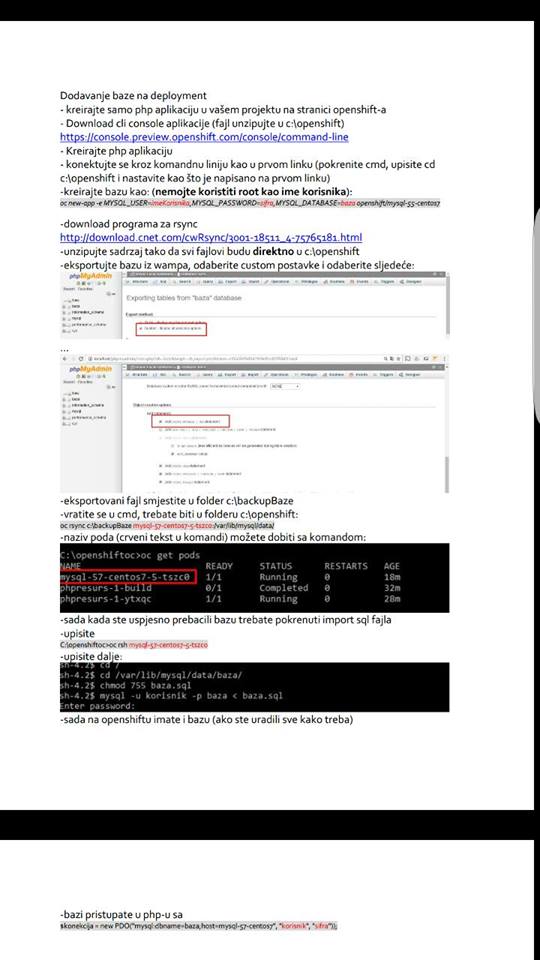 Dodavanje baze na deployment
- kreirajte samo php aplikaciju u vašem projektu na stranici openshift-a
- Download cli console aplikacije (fajl unzipujte u c:\openshift)
https://console.preview.openshift.com/console/command-line
- Kreirajte php aplikaciju
- konektujte se kroz komandnu liniju kao u prvom linku (pokrenite cmd, upisite cd
c:\openshift i nastavite kao što je napisano na prvom linku)
-kreirajte bazu kao: (nemojte koristiti root kao ime korisnika):
oc new-app -e MYSQL_USER=imeKorisnika,MYSQL_PASSWORD=sifra,MYSQL_DATABASE=baza openshift/mysql-55-centos7
-download programa za rsync
http://download.cnet.com/cwRsync/3001-18511_4-75765181.html
-unzipujte sadrzaj tako da svi fajlovi budu direktno u c:\openshift
-eksportujte bazu iz wampa, odaberite custom postavke i odaberite sljedeće:
phpMyAdmin
Exporting tables from "baza" database
Export method:
...
phpMyAdmin
-eksportovani fajl smjestite u folder c:\backupBaze
-vratite se u cmd, trebate biti u folderu c:\openshift:
oc rsync c:\backupBaze mysql-57-centos7-5-tszc0:/var/lib/mysql/data/
-naziv poda (crveni tekst u komandi) možete dobiti sa komandom:
C:\openshiftoc>oc get pods
NAME READY STATUS RESTARTS AGE
mysql-57-centos7-5-tszc0 1/1 Running 0 18m
phpresurs-1-build 0/1 Completed 0 32m
phpresurs-1-ytxqc 1/1 Running 0 28m
-sada kada ste uspjesno prebacili bazu trebate pokrenuti import sql fajla
-upisite
C:\openshiftoc>oc rsh mysql-57-centos7-5-tszc0
-upisite dalje:
sh-4.2$ cd /
sh-4.2$ cd /var/lib/mysql/data/baza/
sh-4.2$ chmod 755 baza.sql
sh-4.2$ mysql -u korisnik -p baza < baza.sql
Enter password:
-sada na openshiftu imate i bazu (ako ste uradili sve kako treba)
-bazi pristupate u php-u sa
$konekcija = new PDO("mysql:dbname=baza;host=mysql-57-centos7", "korisnik", "sifra");